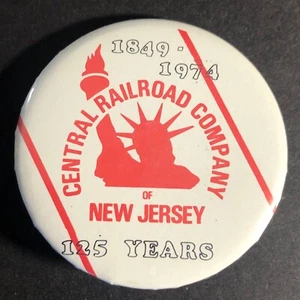 1849-
1974
CENTRAL RAILROAD COMPANY
OF
NEW JERSEY
125 YEARS